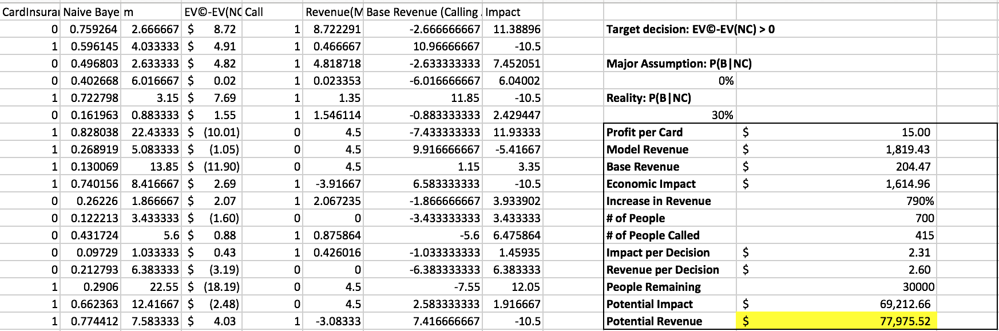 CardInsurai Naive Baye m EV©-EV(NC Call Revenue(M Base Revenue (Calling Impact
0 0.759264 2.666667 $ 8.72 1 8.722291 -2.666666667 11.38896 Target decision: EV©-EV(NC) > 0
1 0.596145 4.033333 $ 4.91 1 0.466667 10.96666667 -10.5
0 0.496803 2.633333 $ 4.82 1 4.818718 -2.633333333 7.452051 Major Assumption: P(B|NC)
0 0.402668 6.016667 $ 0.02 1 0.023353 -6.016666667 6.04002 0%
1 0.722798 3.15 $ 7.69 1 1.35 11.85 -10.5 Reality: P(B|NC)
0 0.161963 0.883333 $ 1.55 1 1.546114 -0.883333333 2.429447 30%
1 0.828038 22.43333 $ (10.01) 0 4.5 -7.433333333 11.93333 Profit per Card $ 15.00
1 0.268919 5.083333 $ (1.05) 0 4.5 9.916666667 -5.41667 Model Revenue $ 1,819.43
1 0.130069 13.85 $ (11.90) 0 4.5 1.15 3.35 Base Revenue $ 204.47
1 0.740156 8.416667 $ 2.69 1 -3.91667 6.583333333 -10.5 Economic Impact $ 1,614.96
0 0.26226 1.866667 $ 2.07 1 2.067235 -1.866666667 3.933902 Increase in Revenue 790%
0 0.122213 3.433333 $ (1.60) 0 0 -3.433333333 3.433333 # of People 700
0 0.431724 5.6 $ 0.88 1 0.875864 -5.6 6.475864 # of People Called 415
0 0.09729 1.033333 $ 0.43 1 0.426016 -1.033333333 1.45935 Impact per Decision $ 2.31
0 0.212793 6.383333 $ (3.19) 0 0 -6.383333333 6.383333 Revenue per Decision $ 2.60
1 0.2906 22.55 $ (18.19) 0 4.5 -7.55 12.05 People Remaining 30000
1 0.662363 12.41667 $ (2.48) 0 4.5 2.583333333 1.916667 Potential Impact $ 69,212.66
1 0.774412 7.583333 $ 4.03 1 -3.08333 7.416666667 -10.5 Potential Revenue $ 77,975.52